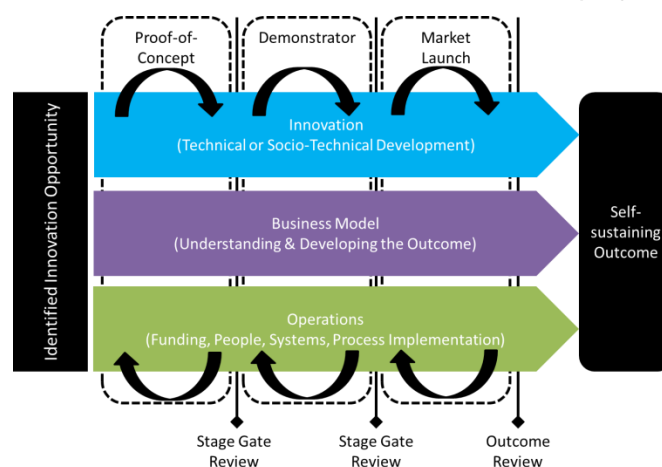 Proof-of-
Concept
Demonstrator
Market
Launch
Identified Innovation Opportunity
Innovation
(Technical or Socio-Technical Development)
Business Model
(Understanding & Developing the Outcome)
Self-
sustaining
Outcome
Operations
(Funding, People, Systems, Process Implementation)
Stage Gate
Review
Stage Gate
Review
Outcome
Review